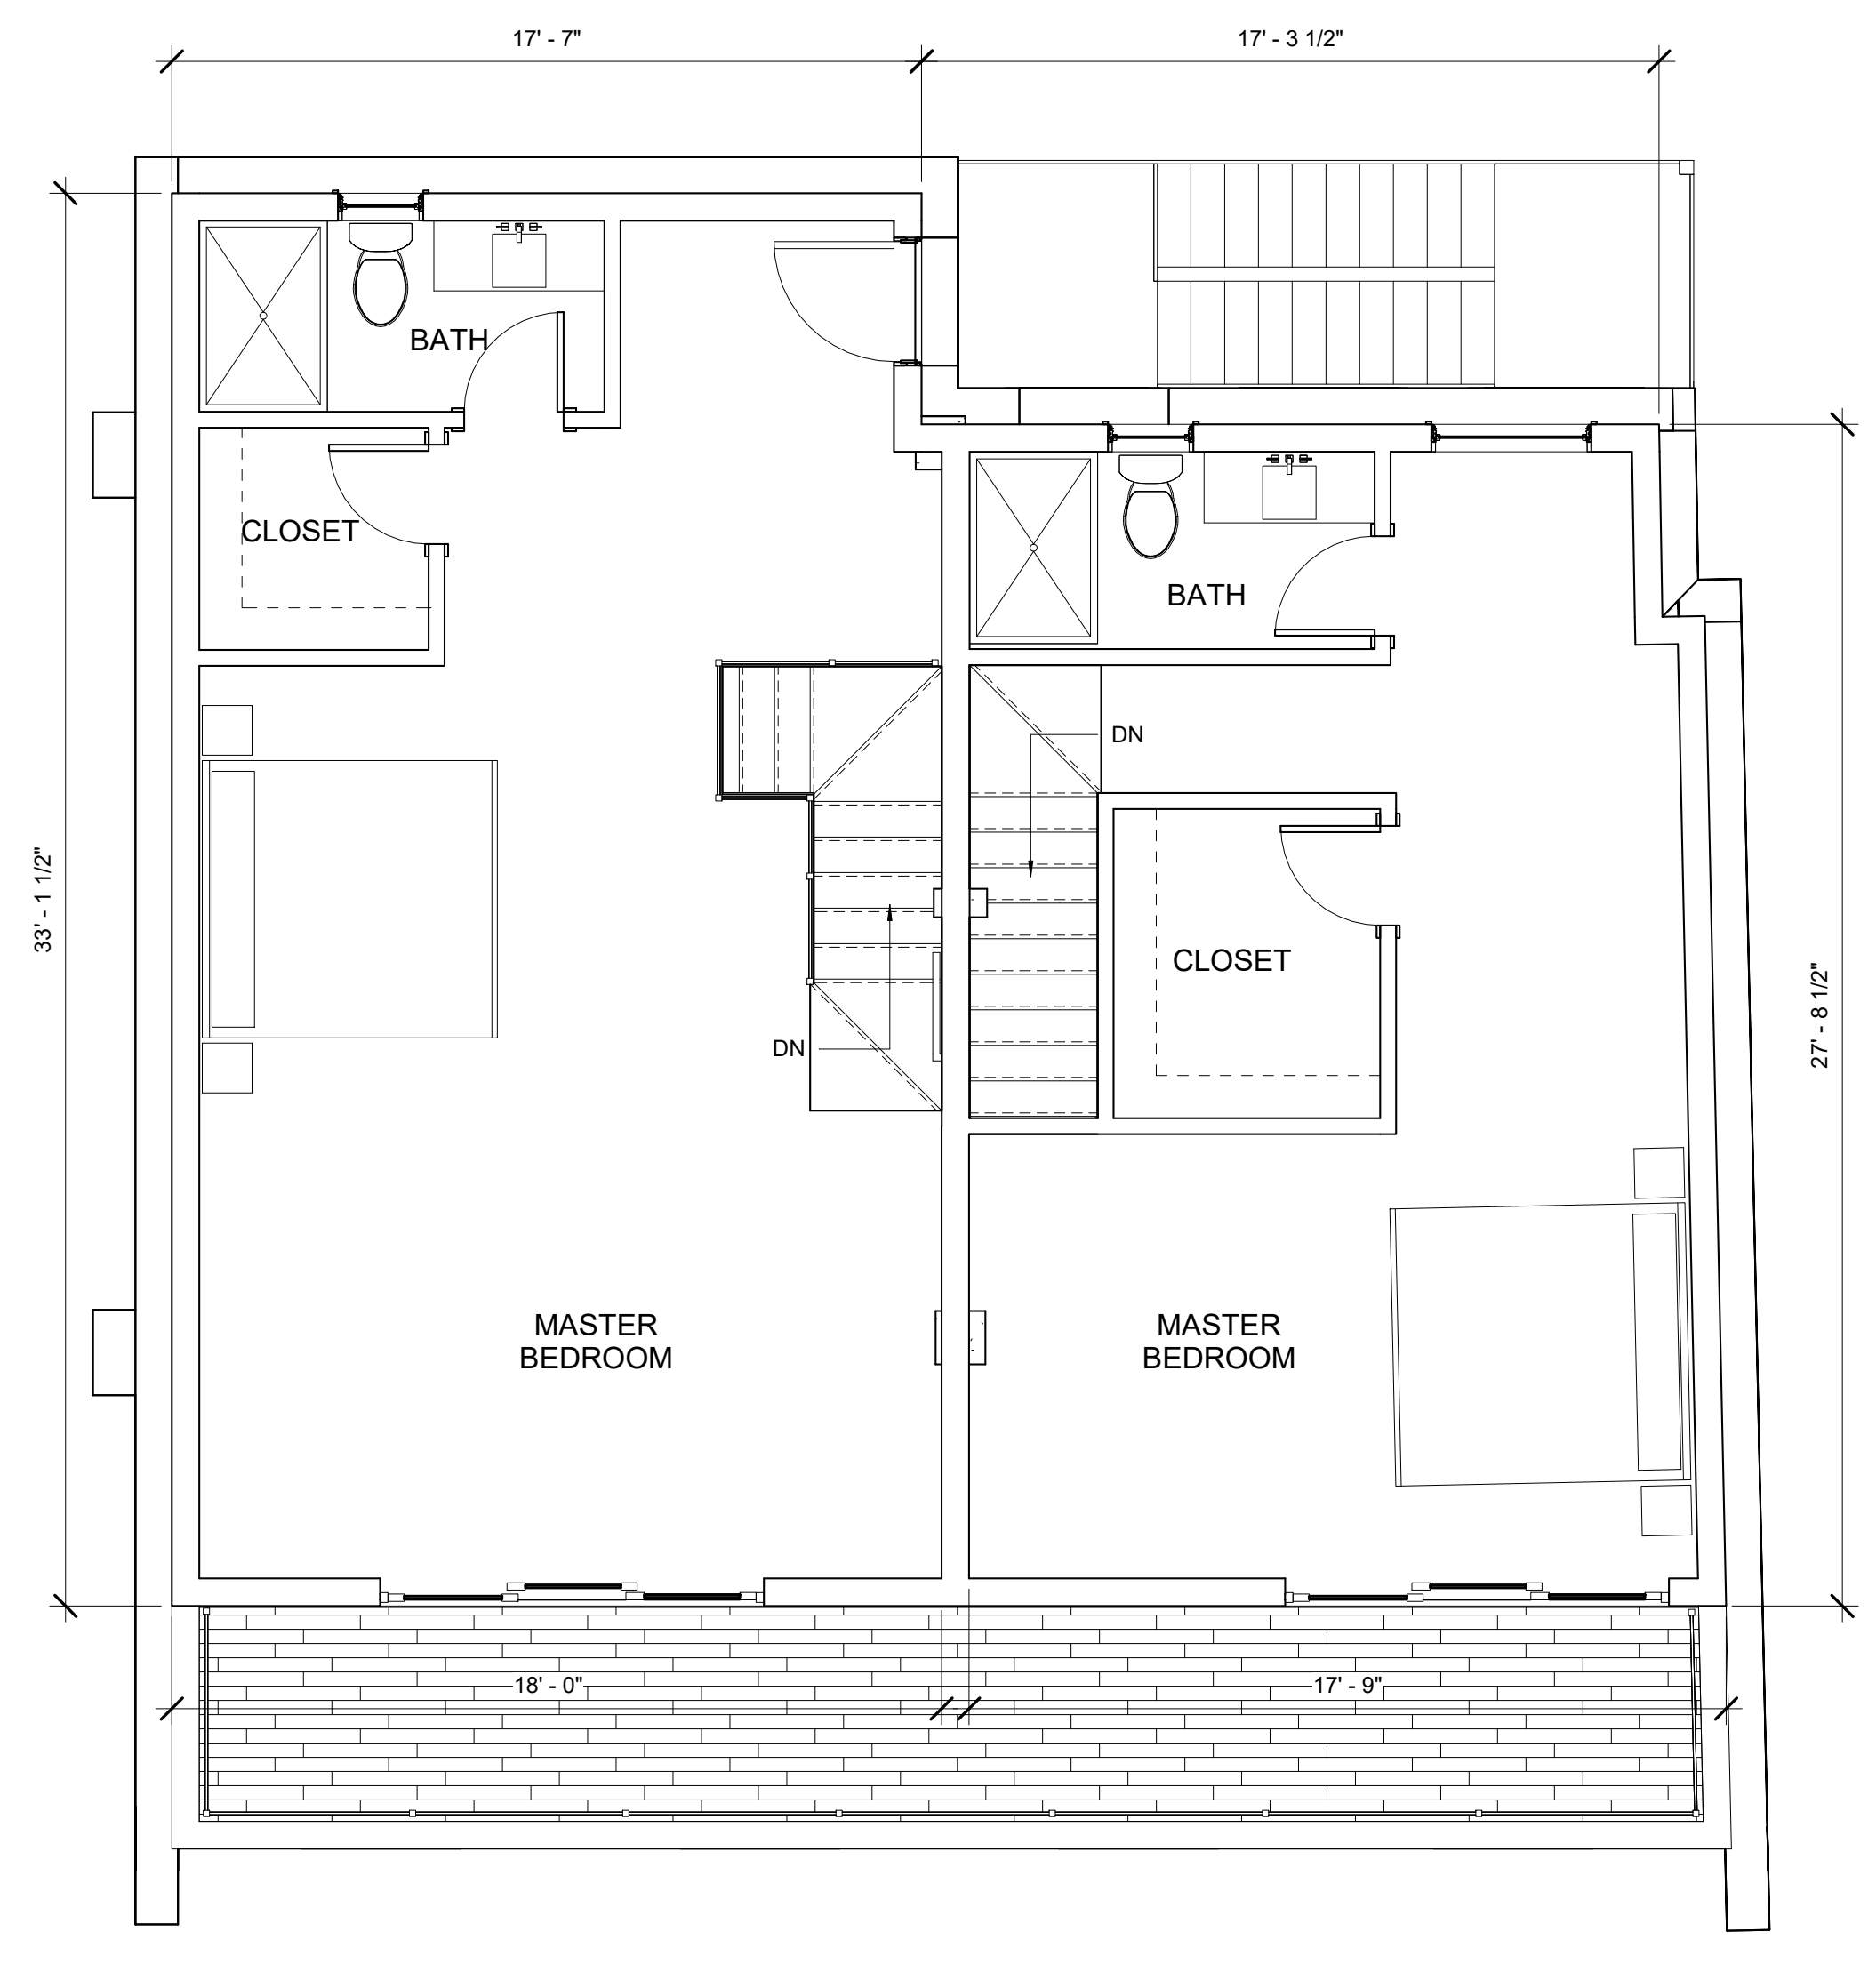 17' - 7"
17' - 3 1/2"
BATH
CLOSET
BATH
DN
33' - 1 1/2"
CLOSET
27' - 8 1/2"
DN
MASTER
BEDROOM
MASTER
BEDROOM
18' - 0"
17' - 9"